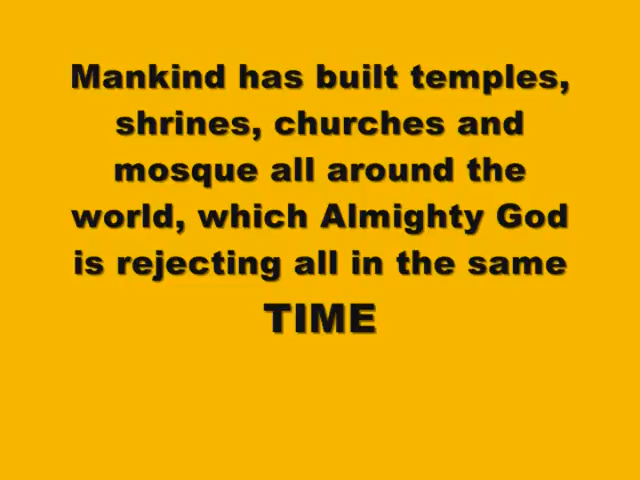 Mankind has built temples,
shrines, churches and
mosque all around the
world, which Almighty God
is rejecting all in the same
TIME